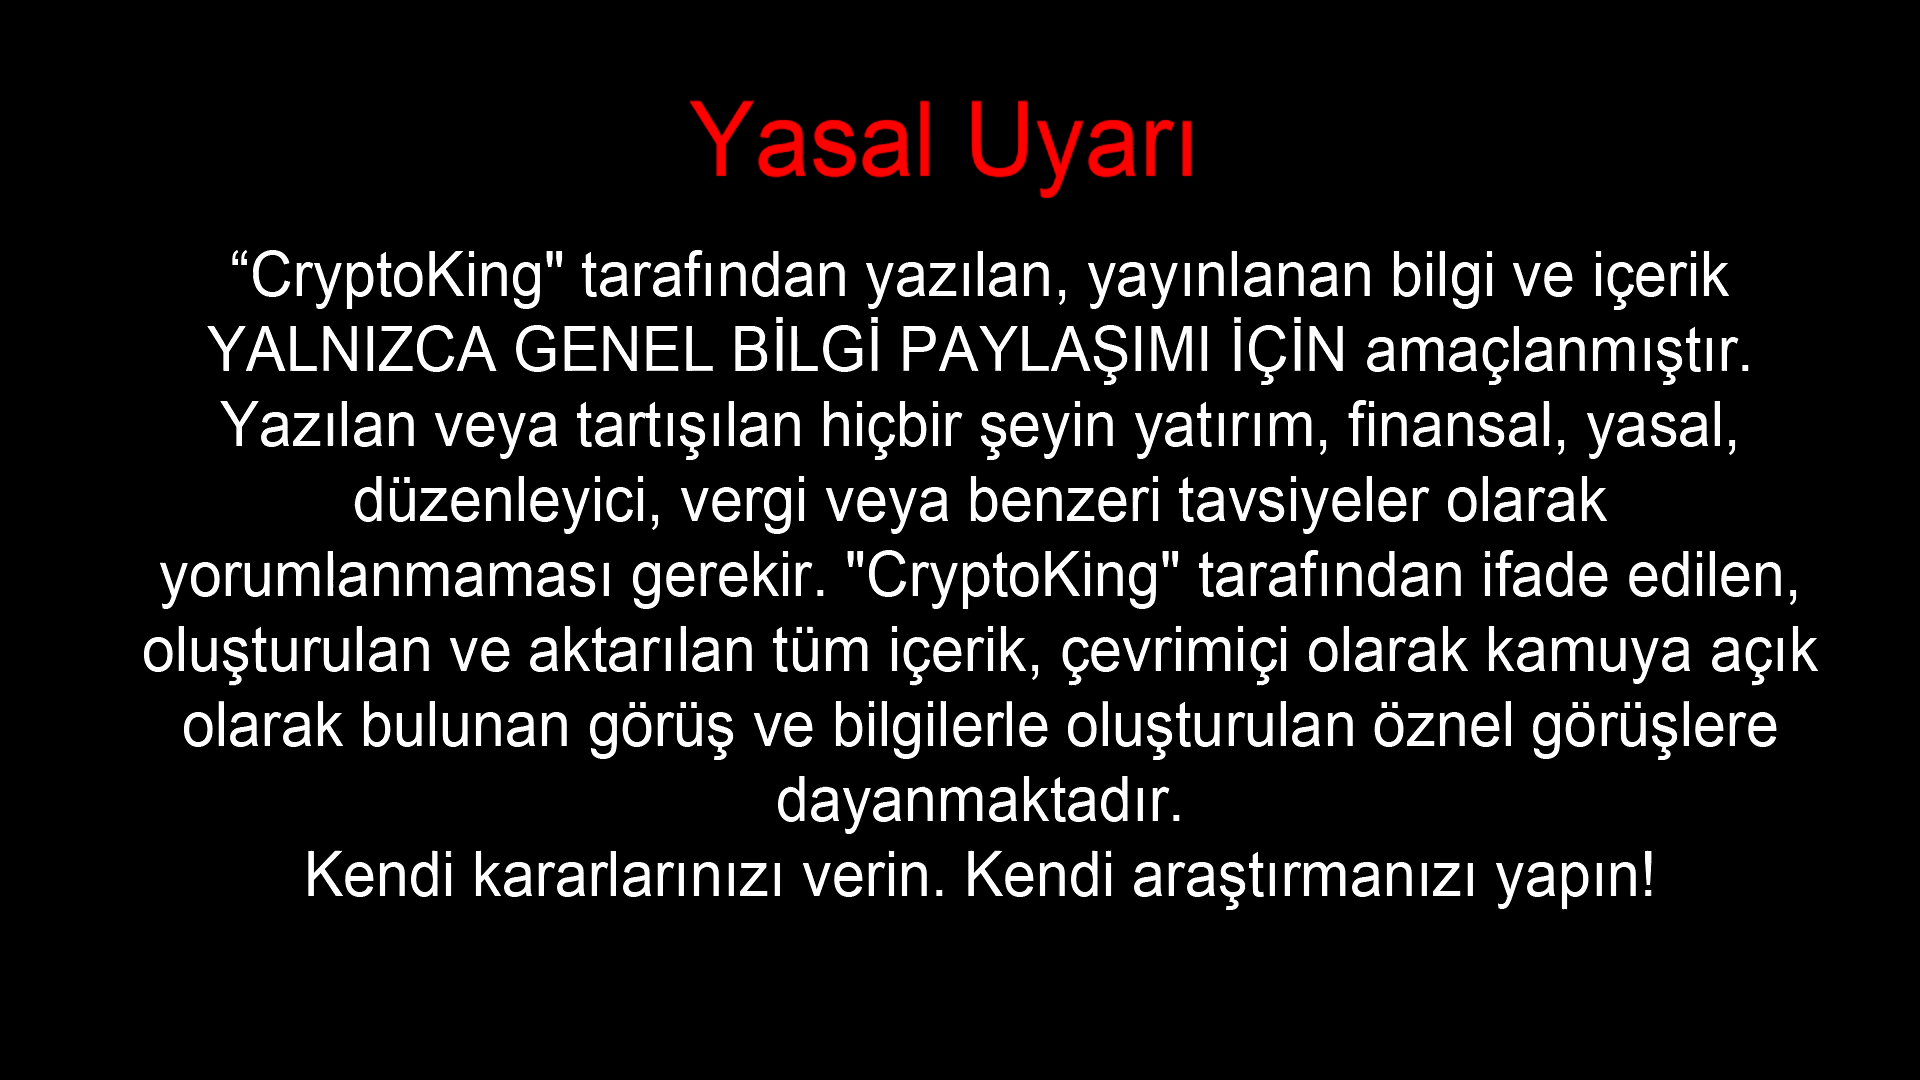 Yasal Uyarı
“CryptoKing" tarafından yazılan, yayınlanan bilgi ve içerik
YALNIZCA GENEL BİLGİ PAYLAŞIMI İÇİN amaçlanmıştır.
Yazılan veya tartışılan hiçbir şeyin yatırım, finansal, yasal,
düzenleyici, vergi veya benzeri tavsiyeler olarak
yorumlanmaması gerekir. "CryptoKing" tarafından ifade edilen,
oluşturulan ve aktarılan tüm içerik, çevrimiçi olarak kamuya açık
olarak bulunan görüş ve bilgilerle oluşturulan öznel görüşlere
dayanmaktadır.
Kendi kararlarınızı verin. Kendi araştırmanızı yapın!